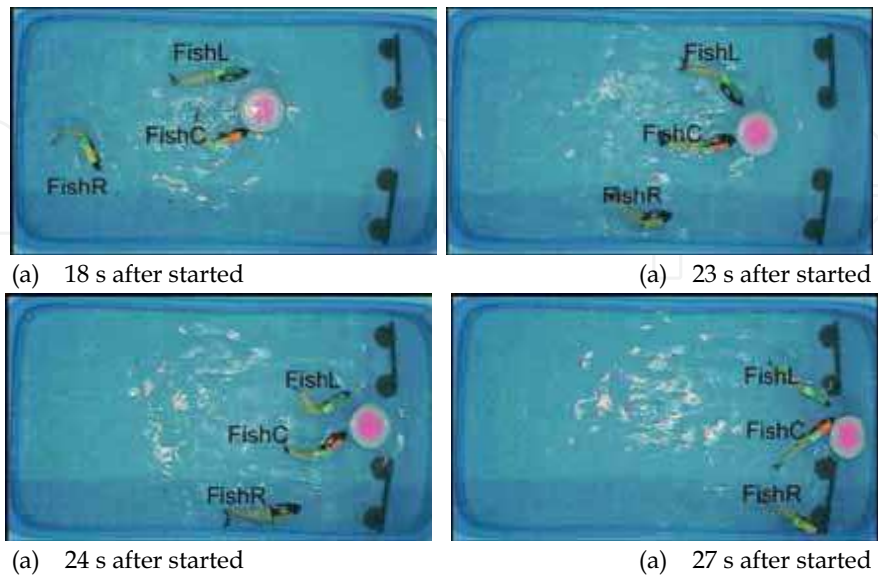 FishL
FishC
FishR
FishL
FishC
FishR
(a) 18 s after started
(a) 23 s after started
FishL
FishC
FishR
FishL
FishC
FishR
(a) 24 s after started
(a) 27 s after started